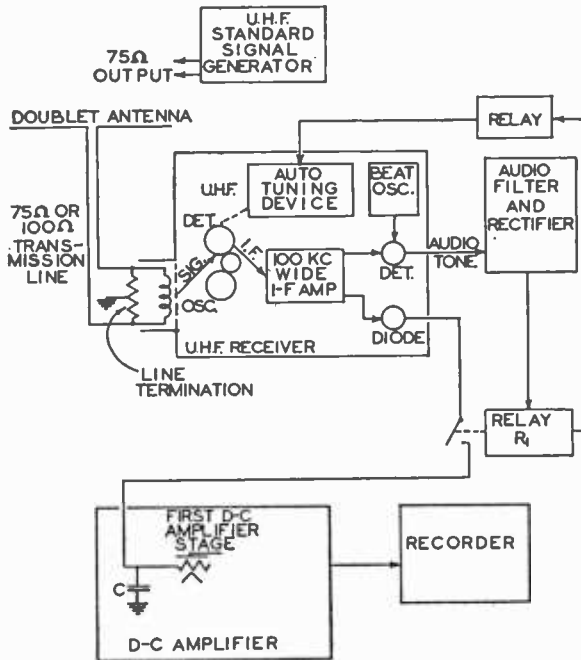 U.H.F.
STANDARD
SIGNAL
GENERATOR
75Ω
OUTPUT
DOUBLET ANTENNA
RELAY
AUTO
TUNING
DEVICE
BEAT
OSC.
AUDIO
FILTER
AND
RECTIFIER
U.H.F.
DET.
75Ω OR
100Ω
TRANS-
MISSION
LINE
SIG.
I.F.
100 KC
WIDE
I-F AMP
DET.
AUDIO
TONE
OSC.
DIODE
U.H.F. RECEIVER
LINE
TERMINATION
RELAY
R1
FIRST D-C
AMPLIFIER
STAGE
RECORDER
C
D-C AMPLIFIER